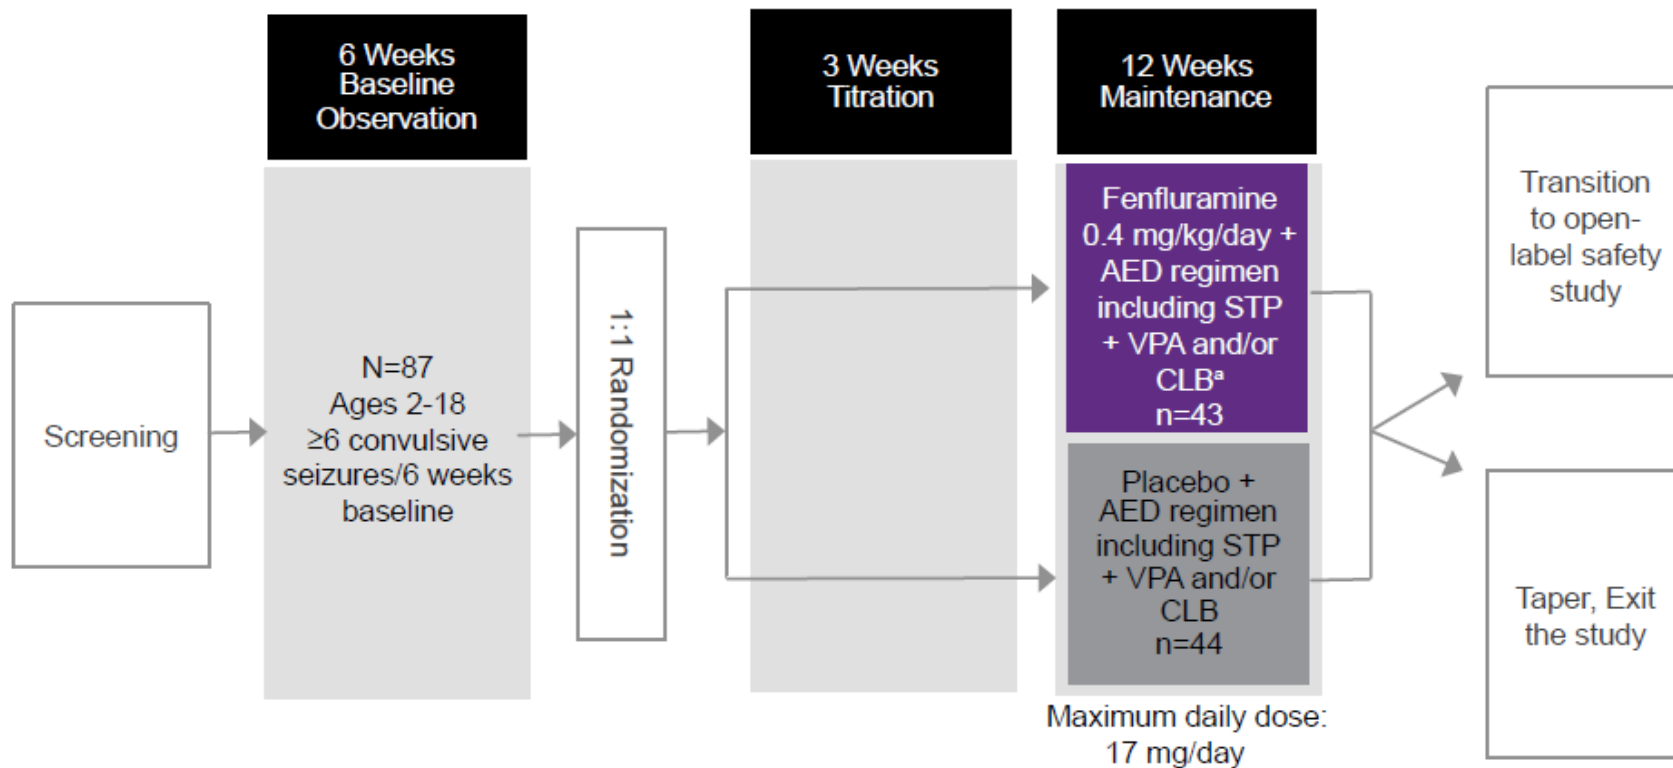 6 Weeks
Baseline
Observation
3 Weeks
Titration
12 Weeks
Maintenance
Screening
N=87
Ages 2-18
≥6 convulsive
seizures/6 weeks
baseline
1:1 Randomization
Fenfluramine
0.4 mg/kg/day +
AED regimen
including STP
+ VPA and/or
CLBᵃ
n=43
Placebo +
AED regimen
including STP
+ VPA and/or
CLB
n=44
Maximum daily dose:
17 mg/day
Transition
to open-
label safety
study
Taper, Exit
the study